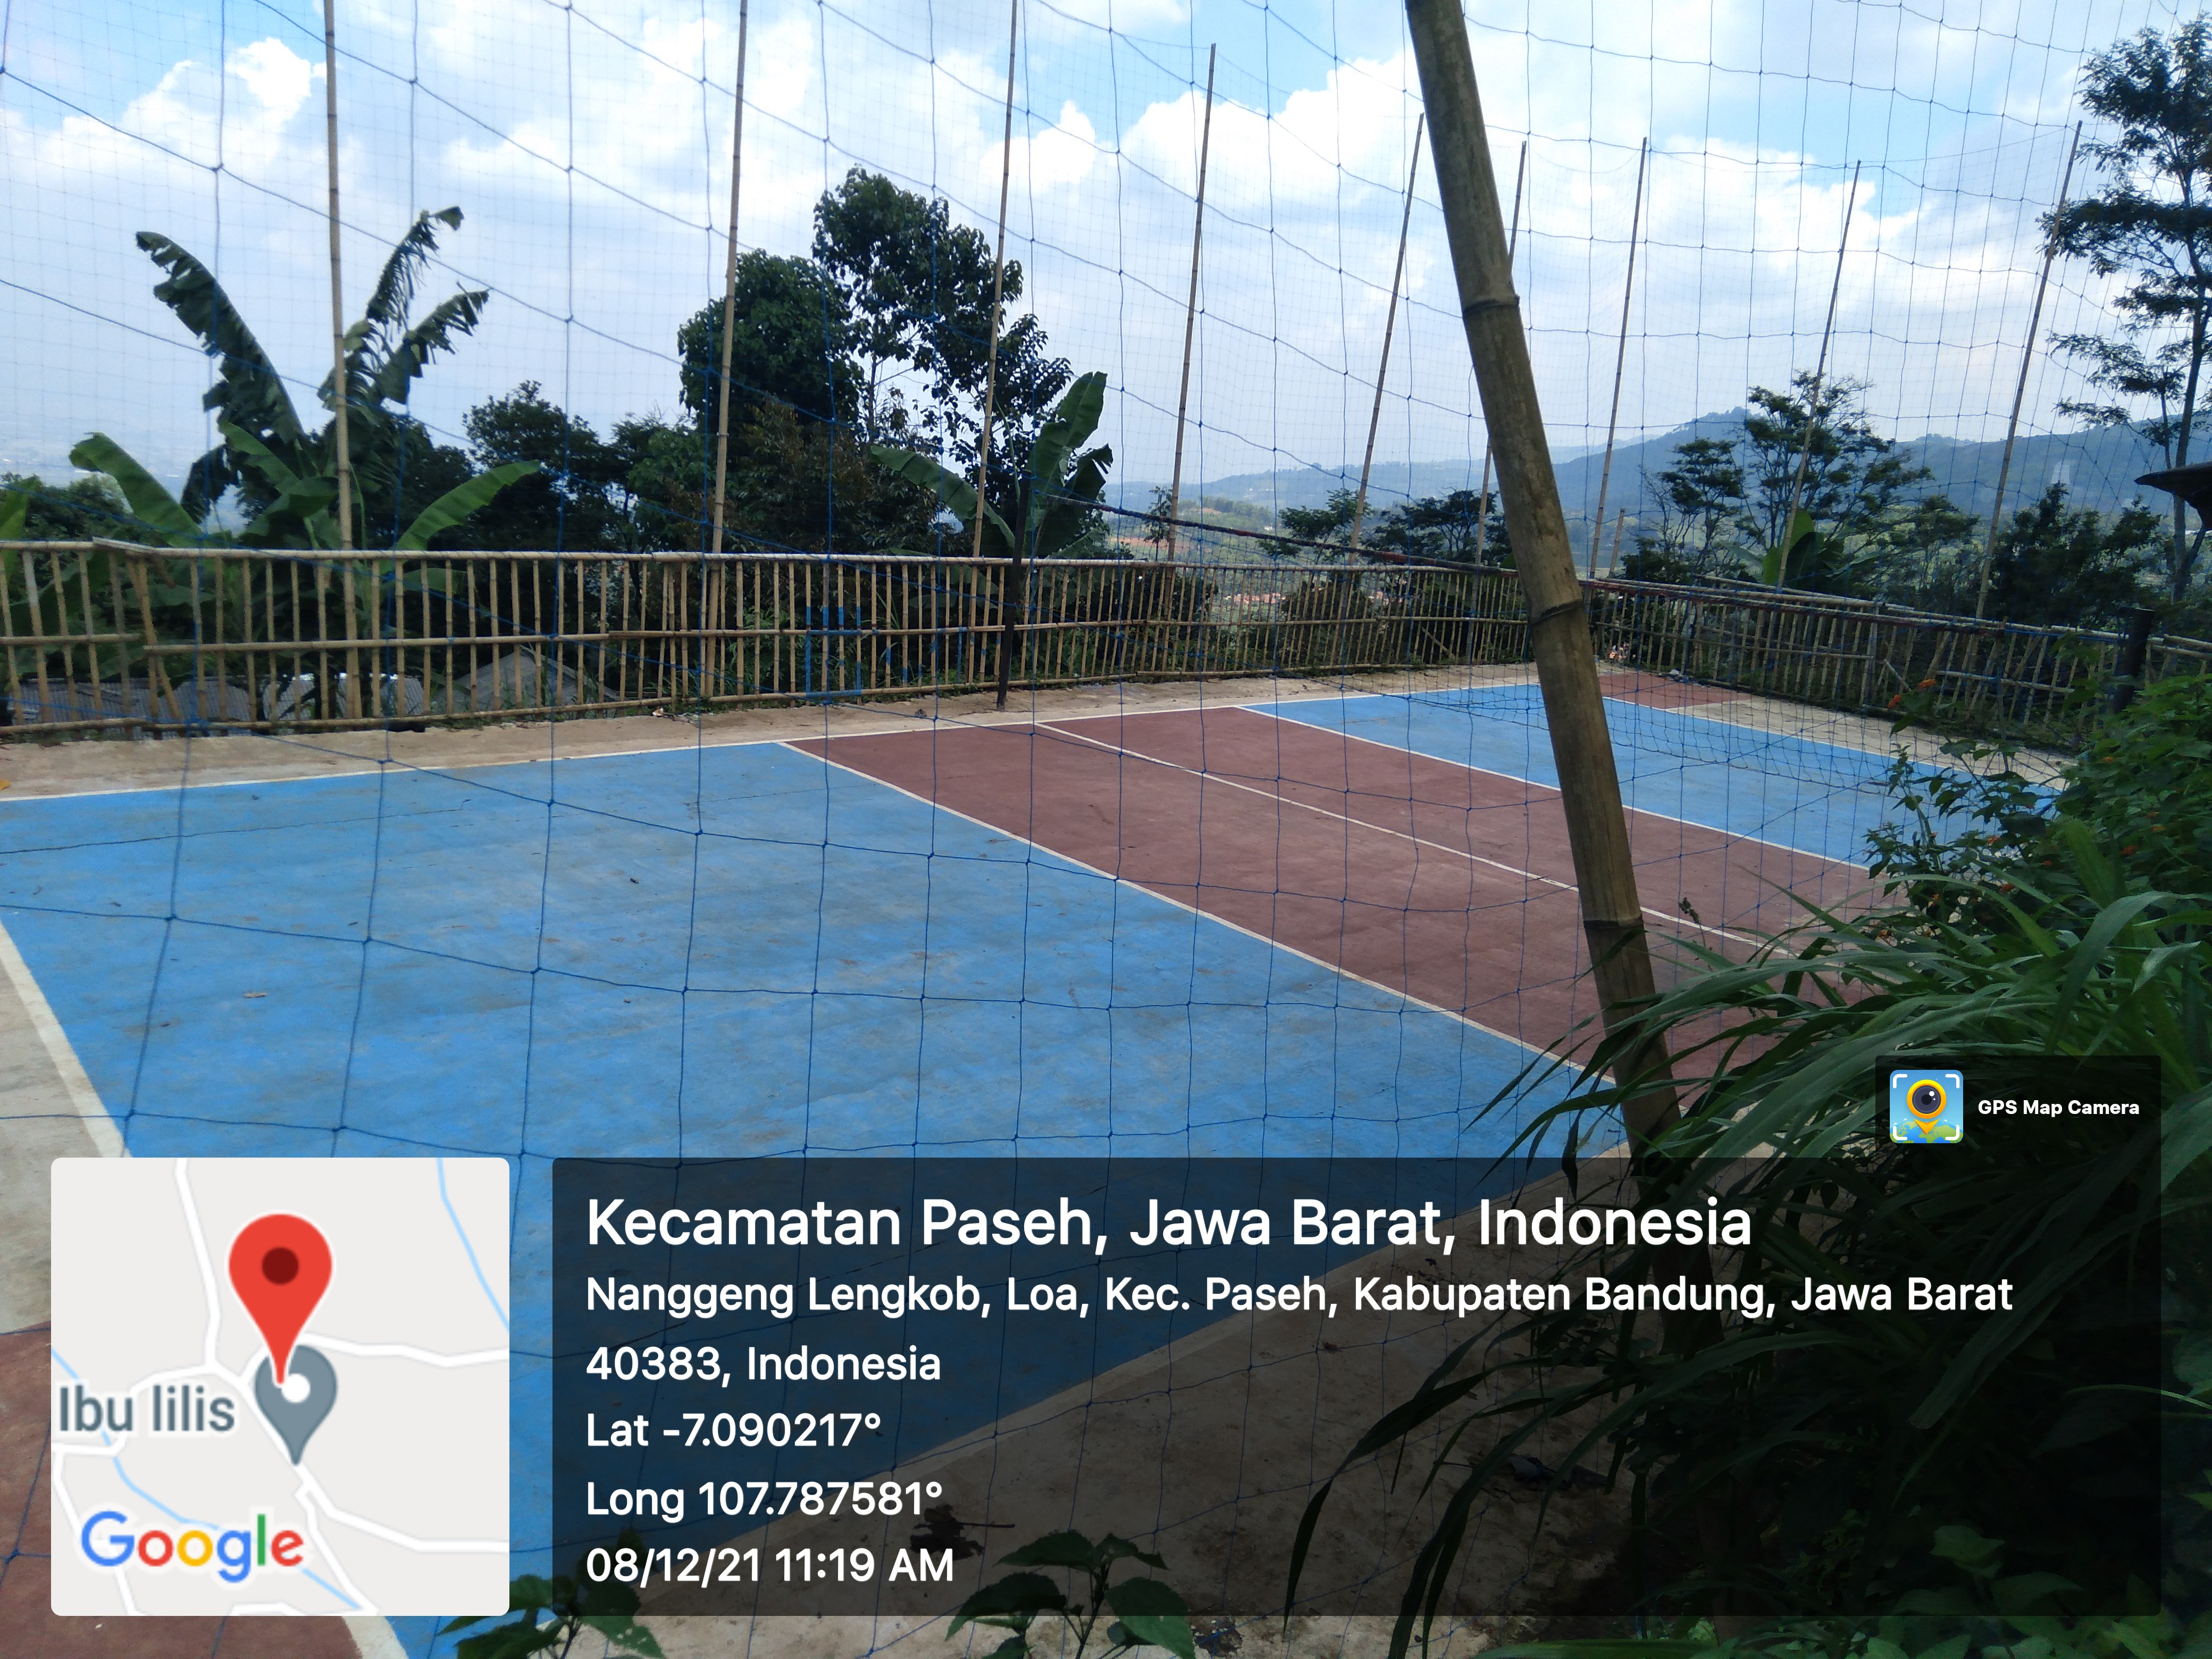 GPS Map Camera
Kecamatan Paseh, Jawa Barat, Indonesia
Nanggeng Lengkob, Loa, Kec. Paseh, Kabupaten Bandung, Jawa Barat
40383, Indonesia
Lat -7.090217°
Long 107.787581°
08/12/21 11:19 AM
Ibu lilis
Google